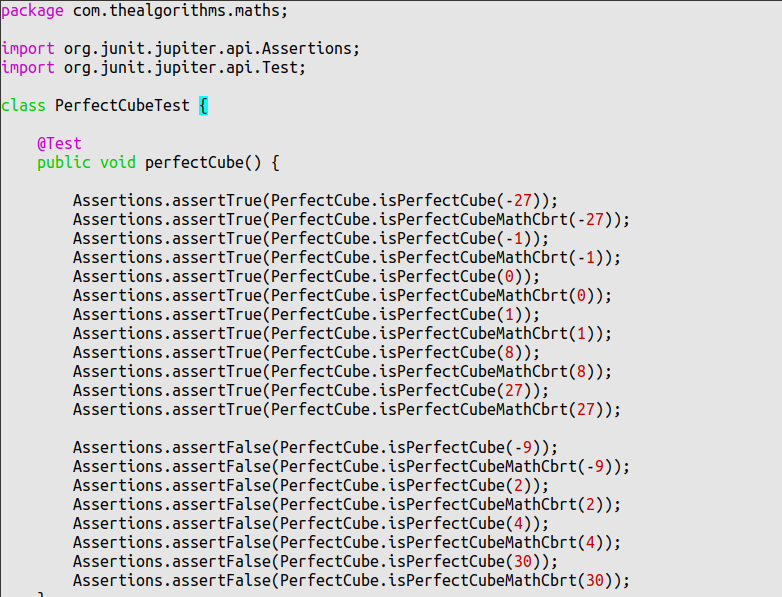 package com.thealgorithms.maths;

import org.junit.jupiter.api.Assertions;
import org.junit.jupiter.api.Test;

class PerfectCubeTest {

    @Test
    public void perfectCube() {

        Assertions.assertTrue(PerfectCube.isPerfectCube(-27));
        Assertions.assertTrue(PerfectCube.isPerfectCubeMathCbrt(-27));
        Assertions.assertTrue(PerfectCube.isPerfectCube(-1));
        Assertions.assertTrue(PerfectCube.isPerfectCubeMathCbrt(-1));
        Assertions.assertTrue(PerfectCube.isPerfectCube(0));
        Assertions.assertTrue(PerfectCube.isPerfectCubeMathCbrt(0));
        Assertions.assertTrue(PerfectCube.isPerfectCube(1));
        Assertions.assertTrue(PerfectCube.isPerfectCubeMathCbrt(1));
        Assertions.assertTrue(PerfectCube.isPerfectCube(8));
        Assertions.assertTrue(PerfectCube.isPerfectCubeMathCbrt(8));
        Assertions.assertTrue(PerfectCube.isPerfectCube(27));
        Assertions.assertTrue(PerfectCube.isPerfectCubeMathCbrt(27));

        Assertions.assertFalse(PerfectCube.isPerfectCube(-9));
        Assertions.assertFalse(PerfectCube.isPerfectCubeMathCbrt(-9));
        Assertions.assertFalse(PerfectCube.isPerfectCube(2));
        Assertions.assertFalse(PerfectCube.isPerfectCubeMathCbrt(2));
        Assertions.assertFalse(PerfectCube.isPerfectCube(4));
        Assertions.assertFalse(PerfectCube.isPerfectCubeMathCbrt(4));
        Assertions.assertFalse(PerfectCube.isPerfectCube(30));
        Assertions.assertFalse(PerfectCube.isPerfectCubeMathCbrt(30));
    }